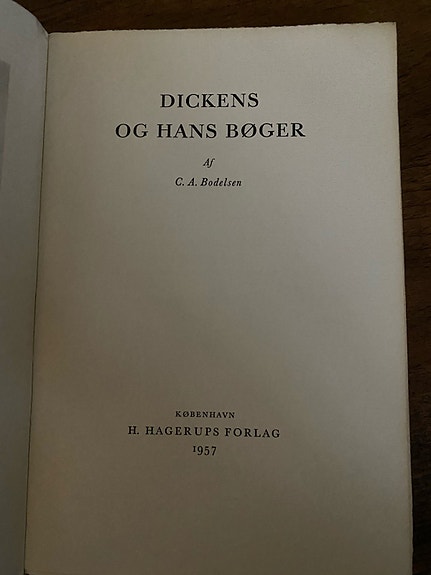 DICKENS
OG HANS BØGER
Af
C. A. Bodelsen
KØBENHAVN
H. HAGERUPS FORLAG
1957